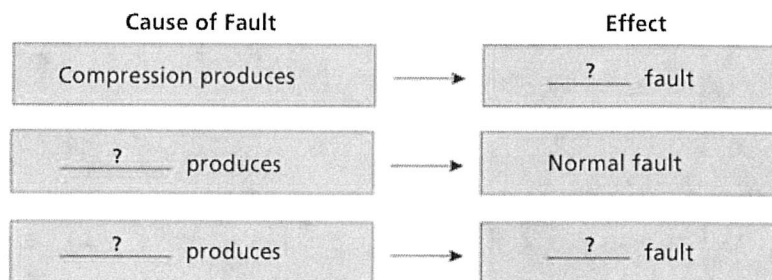 Cause of Fault Effect
Compression produces ? fault
? produces Normal fault
? produces ? fault